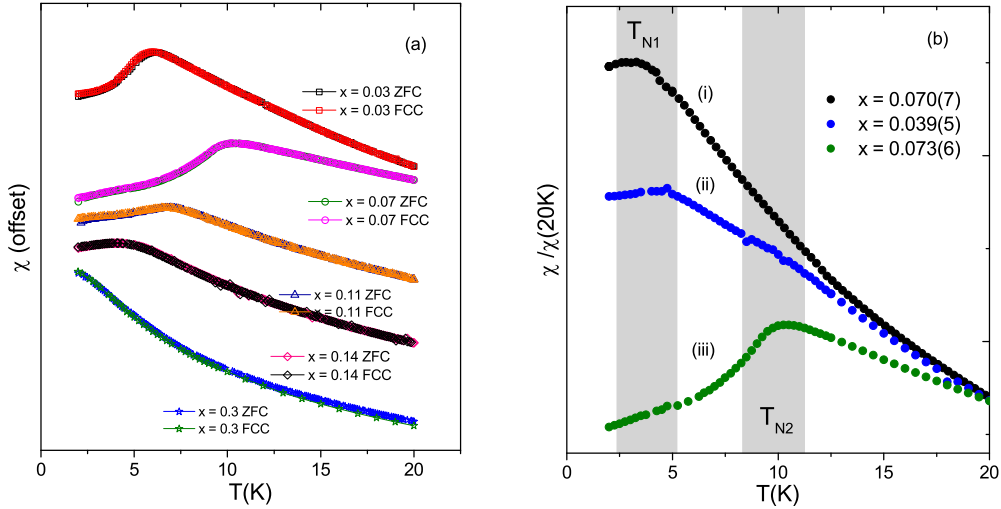 (a)
x = 0.03 ZFC
x = 0.03 FCC
x = 0.07 ZFC
x = 0.07 FCC
x = 0.11 ZFC
x = 0.11 FCC
x = 0.14 ZFC
x = 0.14 FCC
x = 0.3 ZFC
x = 0.3 FCC
χ (offset)
0 5 10 15 20
T(K)
(b)
T_N1
(i)
x = 0.070(7)
x = 0.039(5)
x = 0.073(6)
(ii)
(iii)
T_N2
χ /χ(20K)
0 5 10 15 20
T(K)